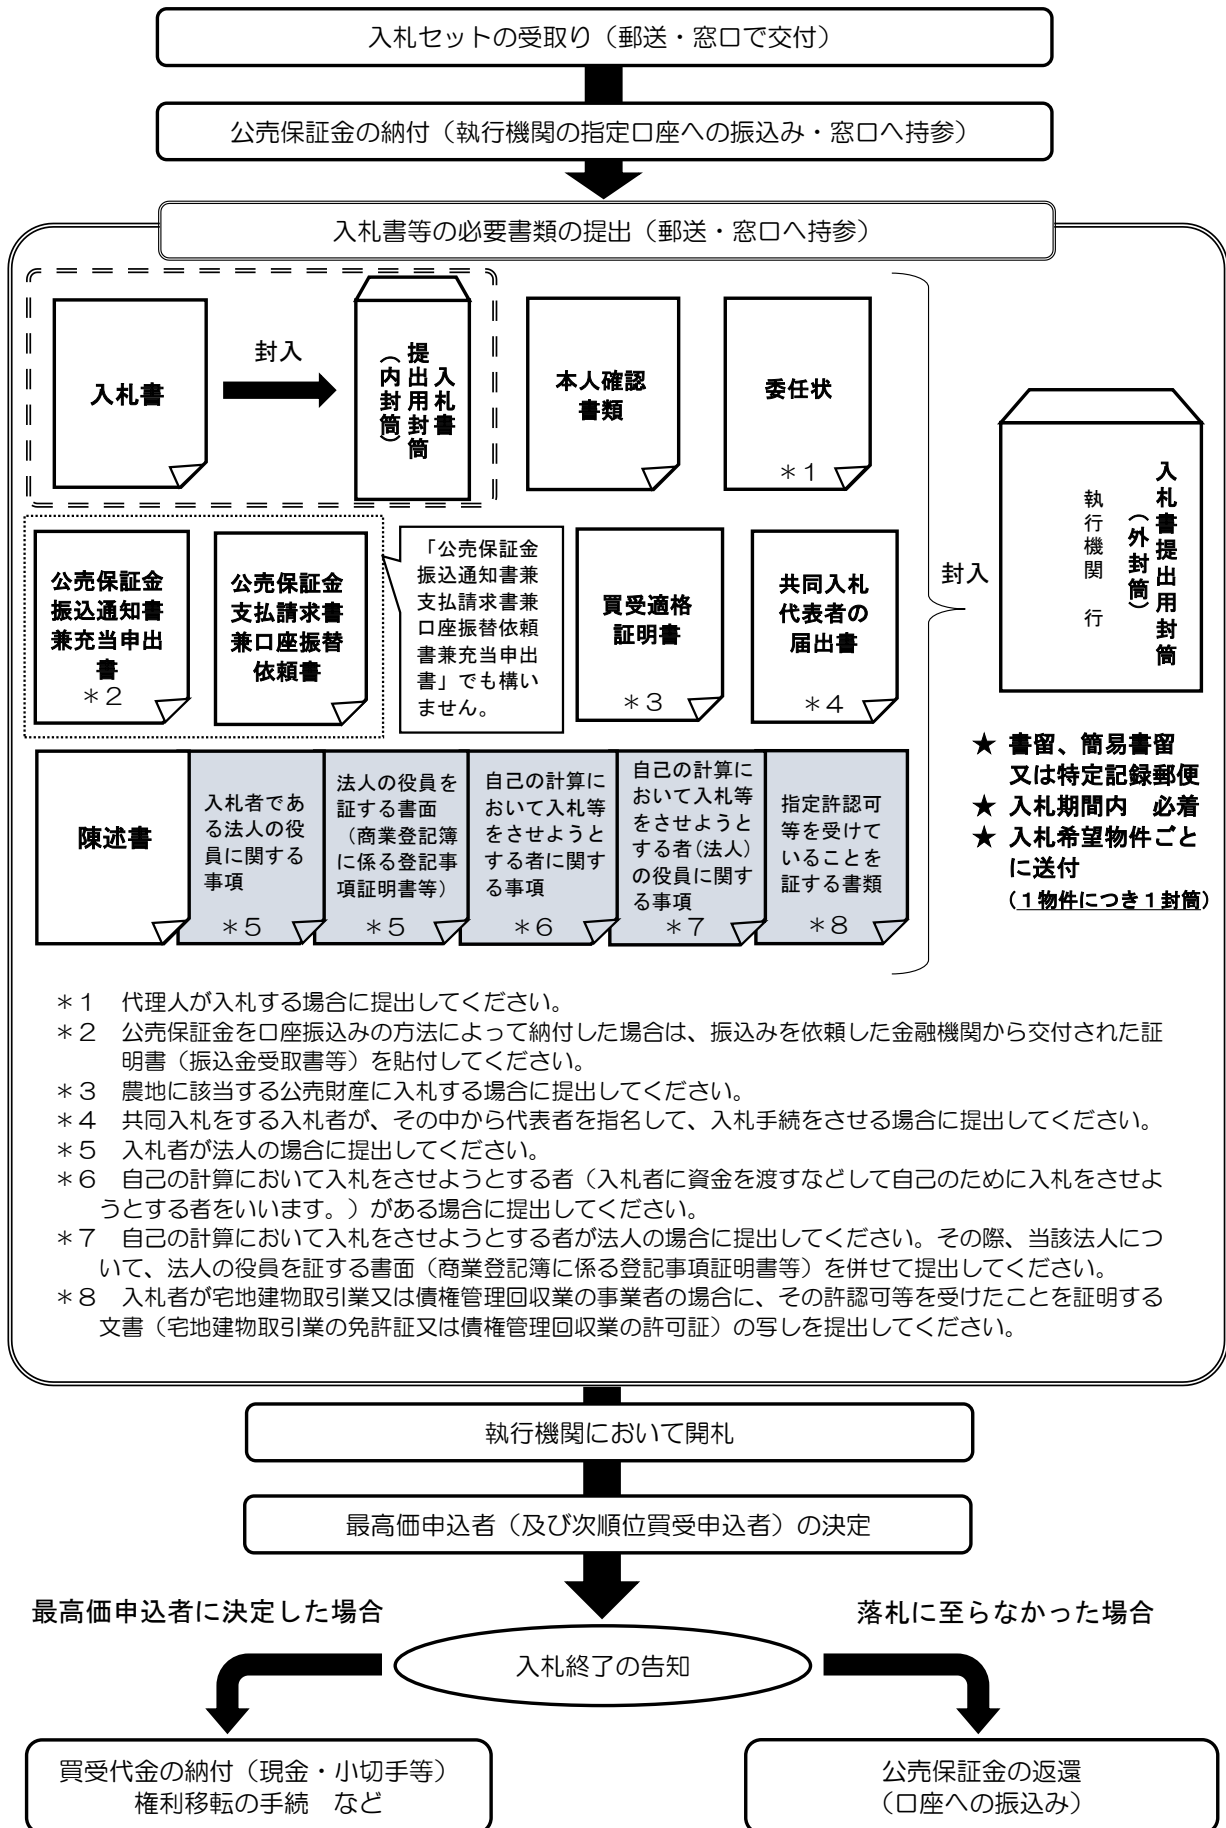 入札セットの受取り(郵送・窓口で交付)
公売保証金の納付(執行機関の指定口座への振込み・窓口へ持参)
入札書等の必要書類の提出(郵送・窓口へ持参)
入札書
封入
入札書
提出用封筒
(内封筒)
本人確認
書類
委任状
*1
公売保証金
振込通知書
兼充当申出
書
*2
公売保証金
支払請求書
兼口座振替
依頼書
「公売保証金
振込通知書兼
支払請求書兼
口座振替依頼
書兼充当申出
書」でも構い
ません。
買受適格
証明書
*3
共同入札
代表者の
届出書
*4
陳述書
入札者であ
る法人の役
員に関する
事項
*5
法人の役員を
証する書面
(商業登記簿
に係る登記事
項証明書等)
*5
自己の計算に
おいて入札等
をさせようと
する者に関す
る事項
*6
自己の計算に
おいて入札等
をさせようと
する者(法人)
の役員に関す
る事項
*7
指定許認可
等を受けて
いることを
証する書類
*8
封入
入札書提出用封筒
(外封筒)
執行機関 行
★ 書留、簡易書留
又は特定記録郵便
★ 入札期間内 必着
★ 入札希望物件ごと
に送付
(1物件につき1封筒)
*1 代理人が入札する場合に提出してください。
*2 公売保証金を口座振込みの方法によって納付した場合は、振込みを依頼した金融機関から交付された証
明書(振込金受取書等)を貼付してください。
*3 農地に該当する公売財産に入札する場合に提出してください。
*4 共同入札をする入札者が、その中から代表者を指名して、入札手続をさせる場合に提出してください。
*5 入札者が法人の場合に提出してください。
*6 自己の計算において入札をさせようとする者(入札者に資金を渡すなどして自己のために入札をさせよ
うとする者をいいます。)がある場合に提出してください。
*7 自己の計算において入札をさせようとする者が法人の場合に提出してください。その際、当該法人につ
いて、法人の役員を証する書面(商業登記簿に係る登記事項証明書等)を併せて提出してください。
*8 入札者が宅地建物取引業又は債権管理回収業の事業者の場合に、その許認可等を受けたことを証明する
文書(宅地建物取引業の免許証又は債権管理回収業の許可証)の写しを提出してください。
執行機関において開札
最高価申込者(及び次順位買受申込者)の決定
最高価申込者に決定した場合
落札に至らなかった場合
入札終了の告知
買受代金の納付(現金・小切手等)
権利移転の手続 など
公売保証金の返還
(口座への振込み)